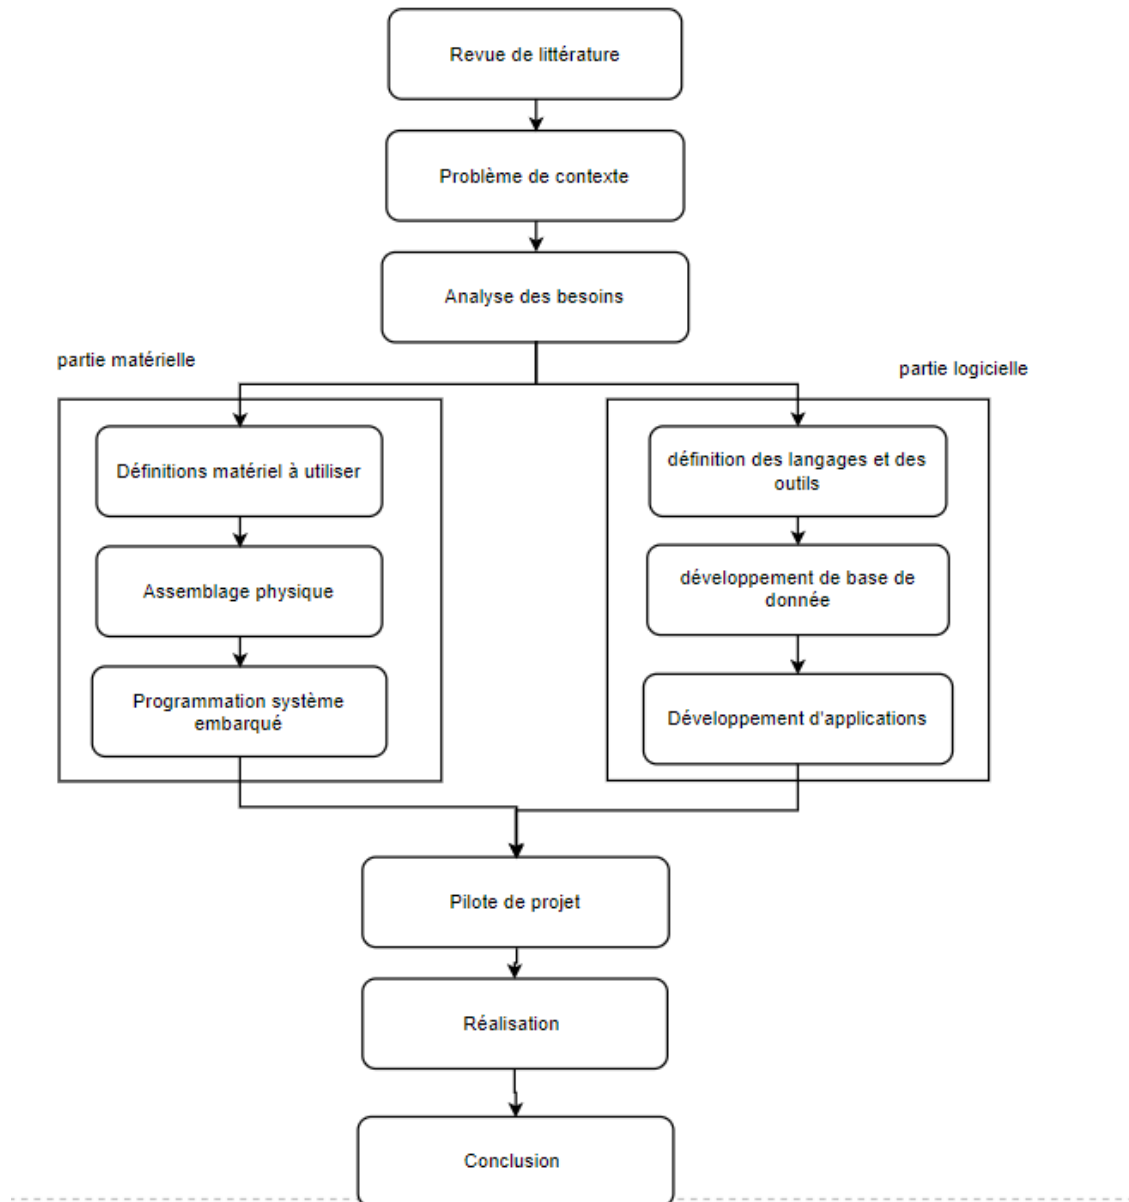 Revue de littérature
Problème de contexte
Analyse des besoins
partie matérielle
Définitions matériel à utiliser
Assemblage physique
Programmation système
embarqué
partie logicielle
définition des langages et des
outils
développement de base de
donnée
Développement d'applications
Pilote de projet
Réalisation
Conclusion